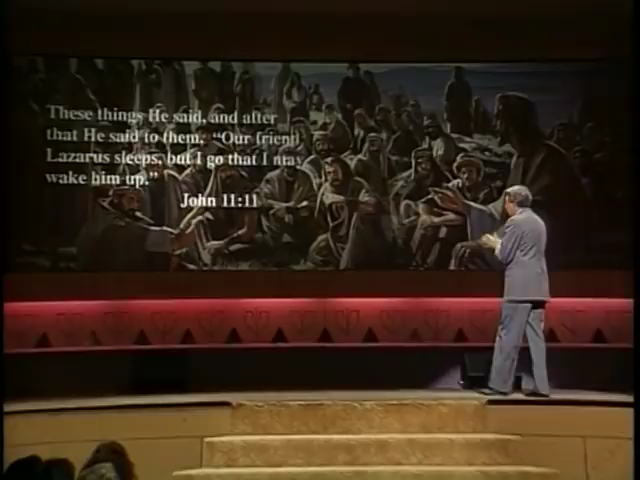 These things He said, and after
that He said to them, "Our friend
Lazarus sleeps, but I go that I may
wake him up."
John 11:11